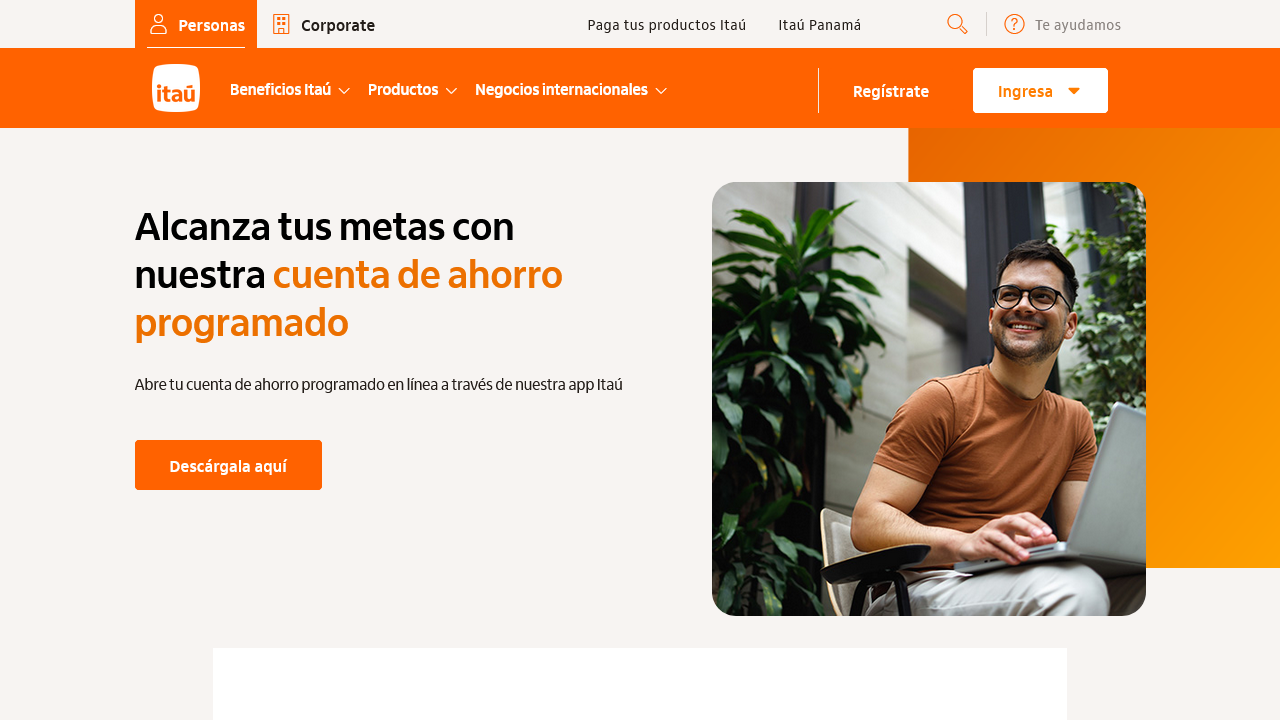 Personas
Corporate
Paga tus productos Itaú
Itaú Panamá
Te ayudamos
itaú
Beneficios Itaú
Productos
Negocios internacionales
Regístrate
Ingresa
Alcanza tus metas con
nuestra cuenta de ahorro
programado
Abre tu cuenta de ahorro programado en línea a través de nuestra app Itaú
Descárgala aquí